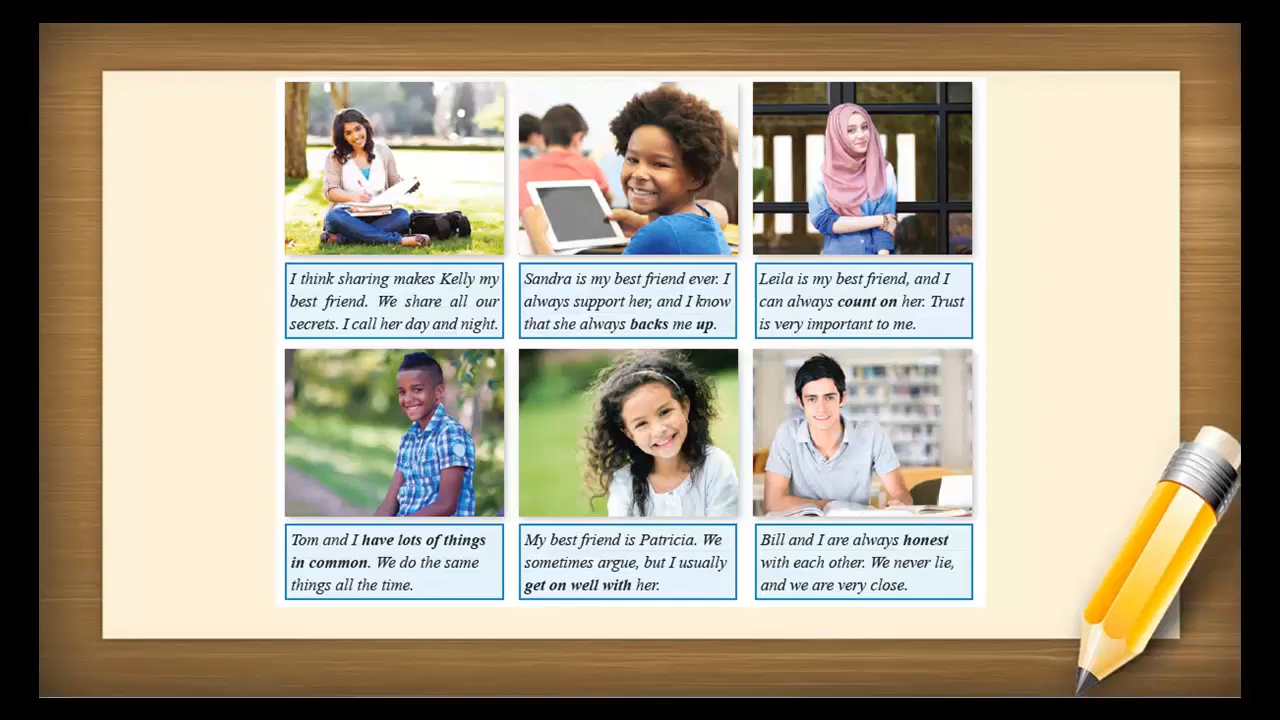 I think sharing makes Kelly my
best friend. We share all our
secrets. I call her day and night.
Sandra is my best friend ever. I
always support her, and I know
that she always backs me up.
Leila is my best friend, and I
can always count on her. Trust
is very important to me.
Tom and I have lots of things
in common. We do the same
things all the time.
My best friend is Patricia. We
sometimes argue, but I usually
get on well with her.
Bill and I are always honest
with each other. We never lie,
and we are very close.